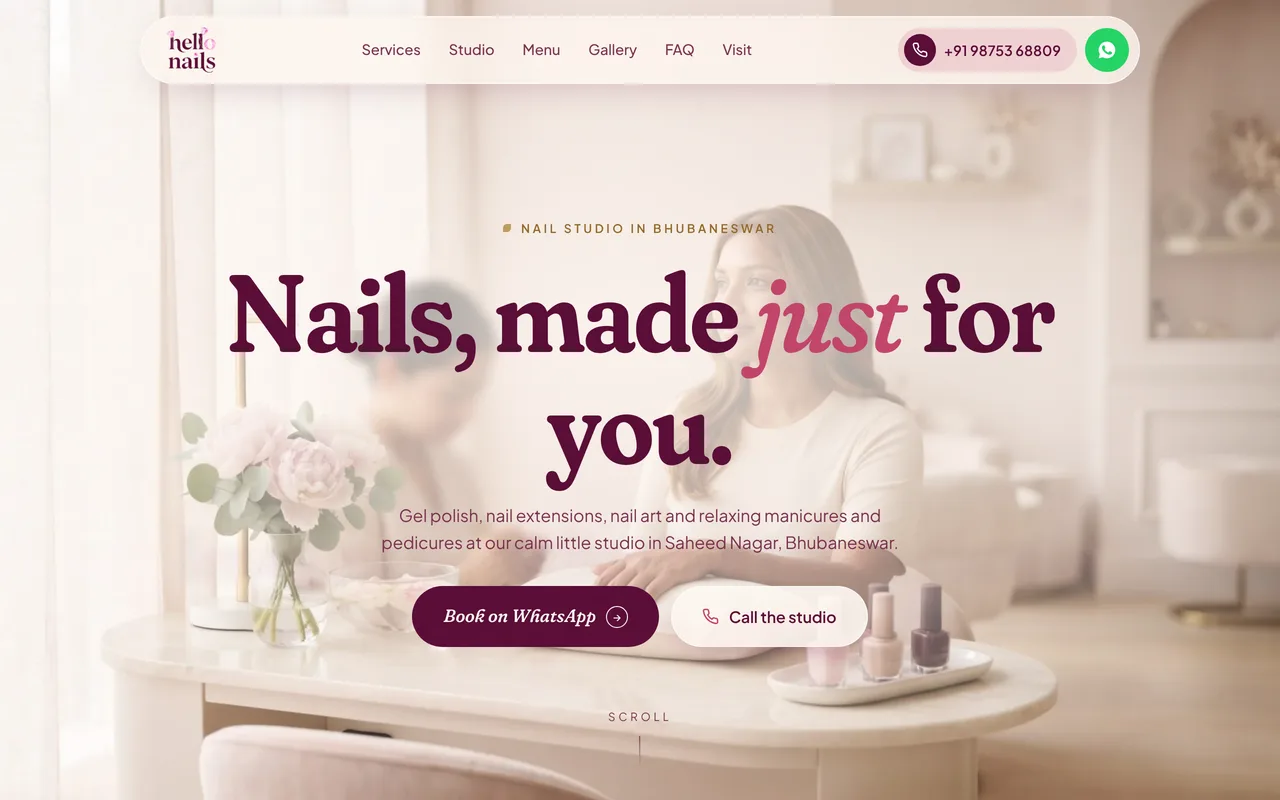 hello
nails
Services
Studio
Menu
Gallery
FAQ
Visit
+91 98753 68809
NAIL STUDIO IN BHUBANESWAR
Nails, made just for
you.
Gel polish, nail extensions, nail art and relaxing manicures and
pedicures at our calm little studio in Saheed Nagar, Bhubaneswar.
Book on WhatsApp
Call the studio
SCROLL